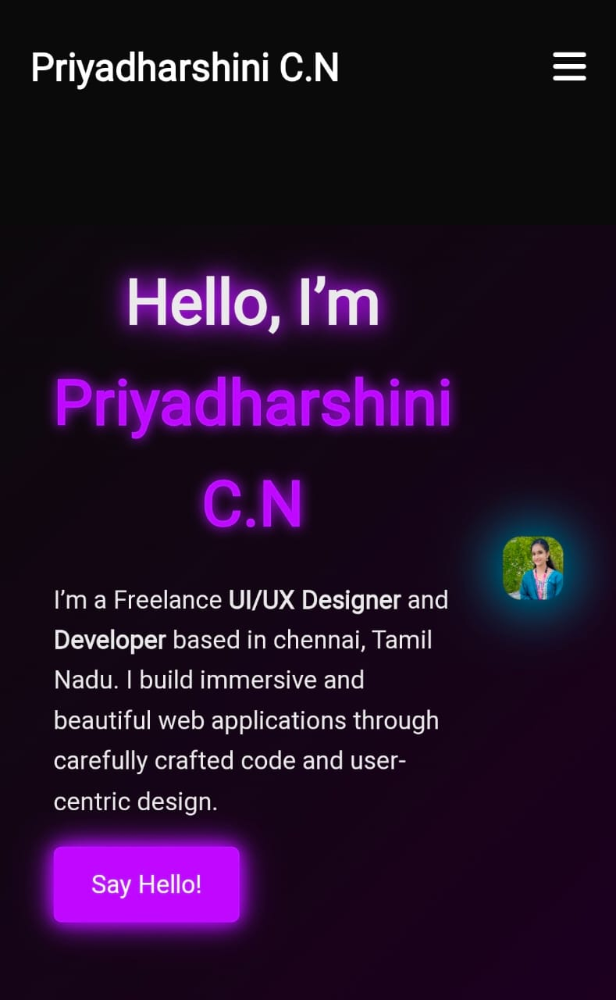 Priyadharshini C.N
Hello, I’m
Priyadharshini
C.N
I’m a Freelance UI/UX Designer and
Developer based in chennai, Tamil
Nadu. I build immersive and
beautiful web applications through
carefully crafted code and user-
centric design.
Say Hello!